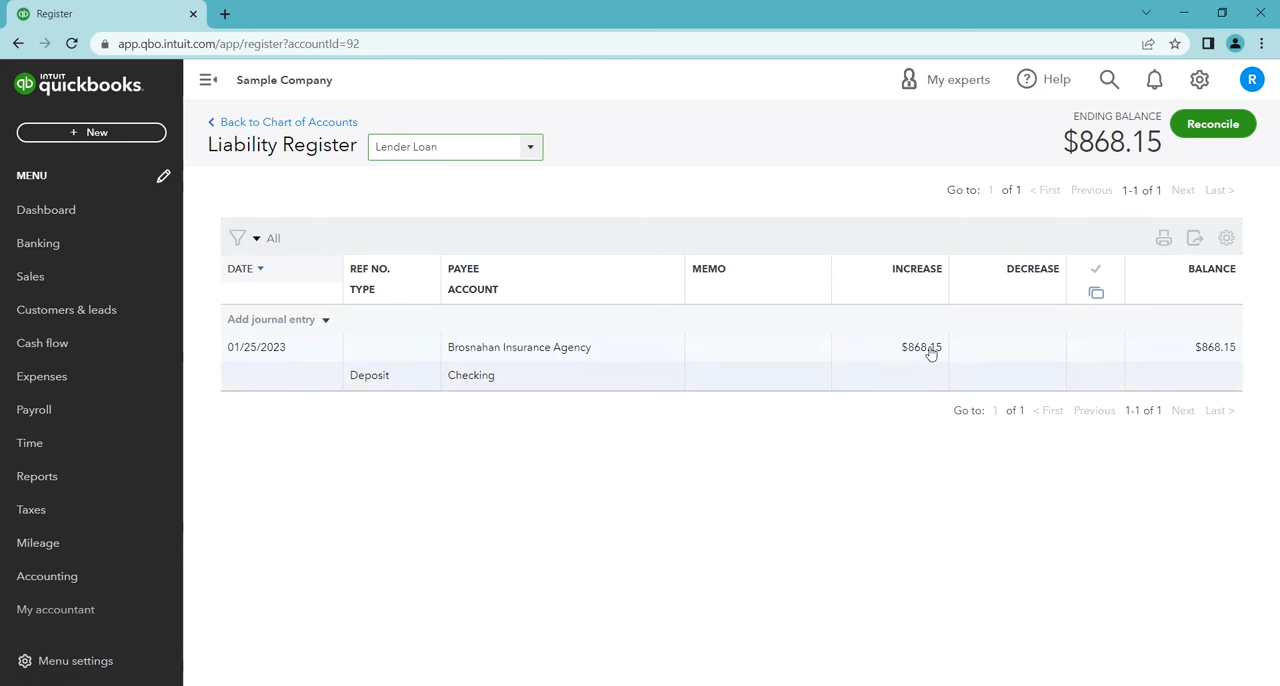 Register
app.qbo.intuit.com/app/register?accountId=92
INTUIT
quickbooks.
Sample Company
My experts
Help
R
+ New
MENU
Dashboard
Banking
Sales
Customers & leads
Cash flow
Expenses
Payroll
Time
Reports
Taxes
Mileage
Accounting
My accountant
Menu settings
Back to Chart of Accounts
Liability Register
Lender Loan
ENDING BALANCE
$868.15
Reconcile
Go to: 1 of 1 < First Previous 1-1 of 1 Next Last >
All
DATE REF NO. PAYEE MEMO INCREASE DECREASE BALANCE
TYPE ACCOUNT
Add journal entry
01/25/2023 Brosnahan Insurance Agency $868.15 $868.15
Deposit Checking
Go to: 1 of 1 < First Previous 1-1 of 1 Next Last >